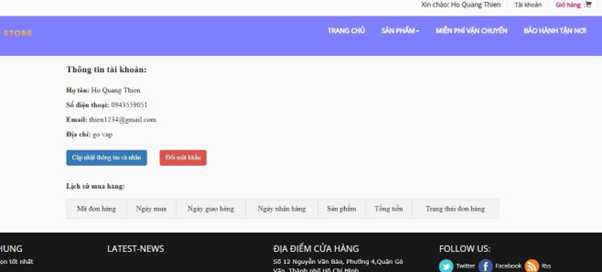 Xin chào: Ho Quang Thien Tài khoản Giỏ hàng :
STORE
TRANG CHỦ SẢN PHẨM MIỄN PHÍ VẬN CHUYỂN BẢO HÀNH TẬN NƠI
Thông tin tài khoản:
Họ tên: Ho Quang Thien
Số điện thoại: 0943559051
Email: thien1234@gmail.com
Địa chỉ: go vap
Cập nhật thông tin cá nhân Đổi mật khẩu
Lịch sử mua hàng:
Mã đơn hàng Ngày mua Ngày giao hàng Ngày nhận hàng Sản phẩm Tổng tiền Trạng thái đơn hàng
HUNG LATEST-NEWS ĐỊA ĐIỂM CỬA HÀNG FOLLOW US:
ọn tốt nhất Số 12 Nguyễn Văn Bảo, Phường 4,Quận Gò Twitter Facebook Rss
Vấp, Thành phố Hồ Chí Minh